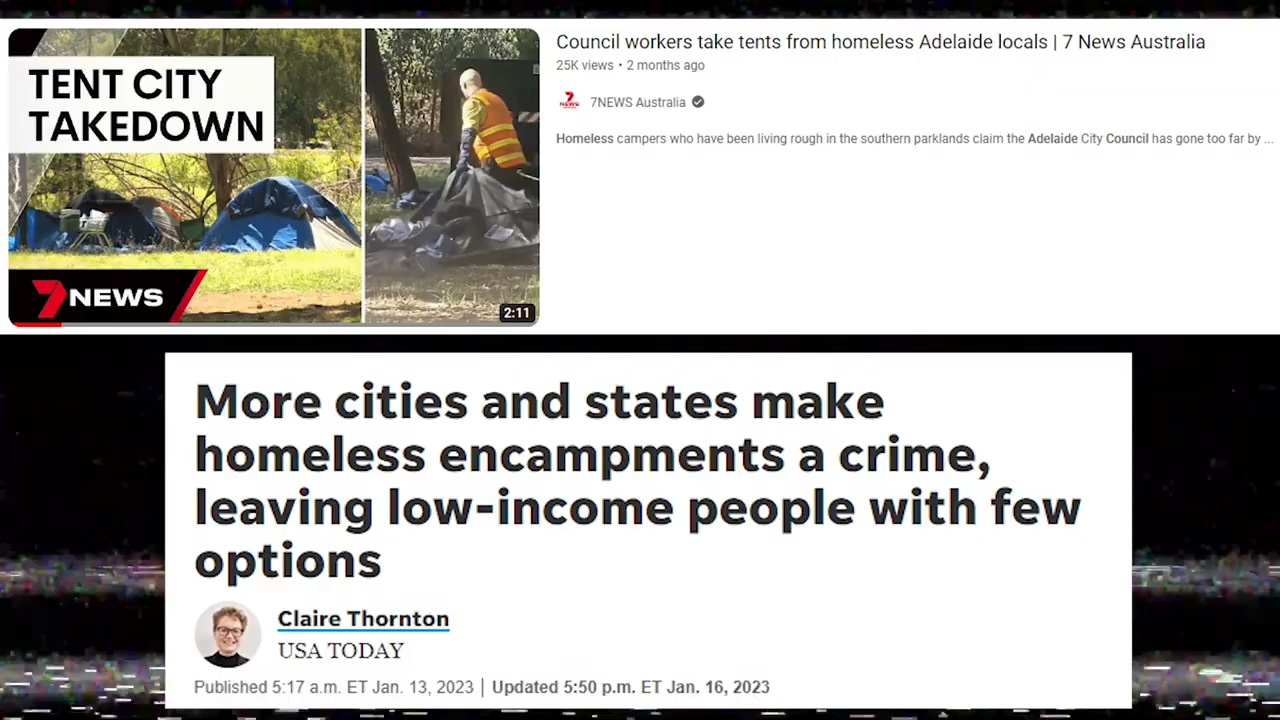 TENT CITY
TAKEDOWN
7NEWS
2:11
Council workers take tents from homeless Adelaide locals | 7 News Australia
25K views • 2 months ago
7NEWS Australia
Homeless campers who have been living rough in the southern parklands claim the Adelaide City Council has gone too far by ...
More cities and states make
homeless encampments a crime,
leaving low-income people with few
options
Claire Thornton
USA TODAY
Published 5:17 a.m. ET Jan. 13, 2023 | Updated 5:50 p.m. ET Jan. 16, 2023